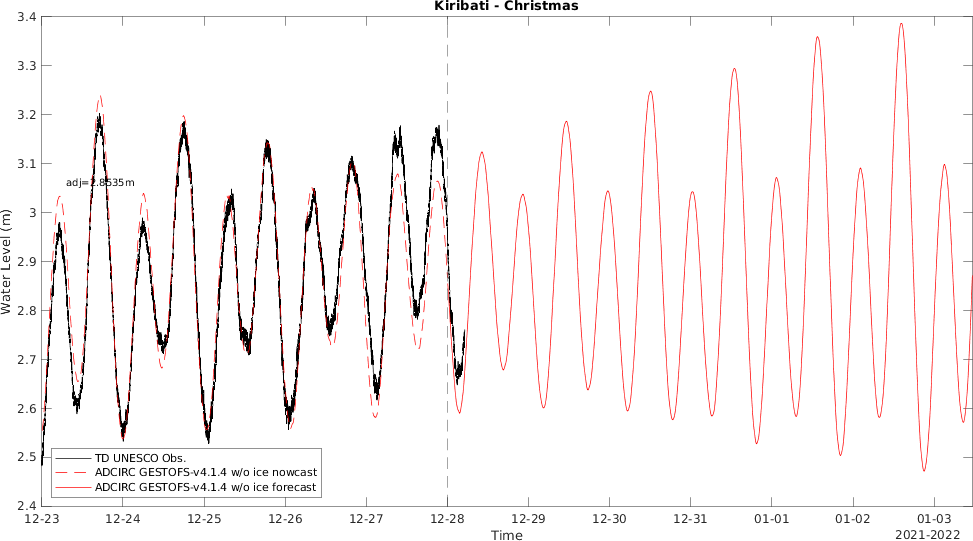 Kiribati - Christmas
3.4
3.3
3.2
3.1
3
2.9
2.8
2.7
2.6
2.5
2.4
Water Level (m)
adj=2.8535m
TD UNESCO Obs.
ADCIRC GESTOFS-v4.1.4 w/o ice nowcast
ADCIRC GESTOFS-v4.1.4 w/o ice forecast
12-23 12-24 12-25 12-26 12-27 12-28 12-29 12-30 12-31 01-01 01-02 01-03
Time
2021-2022